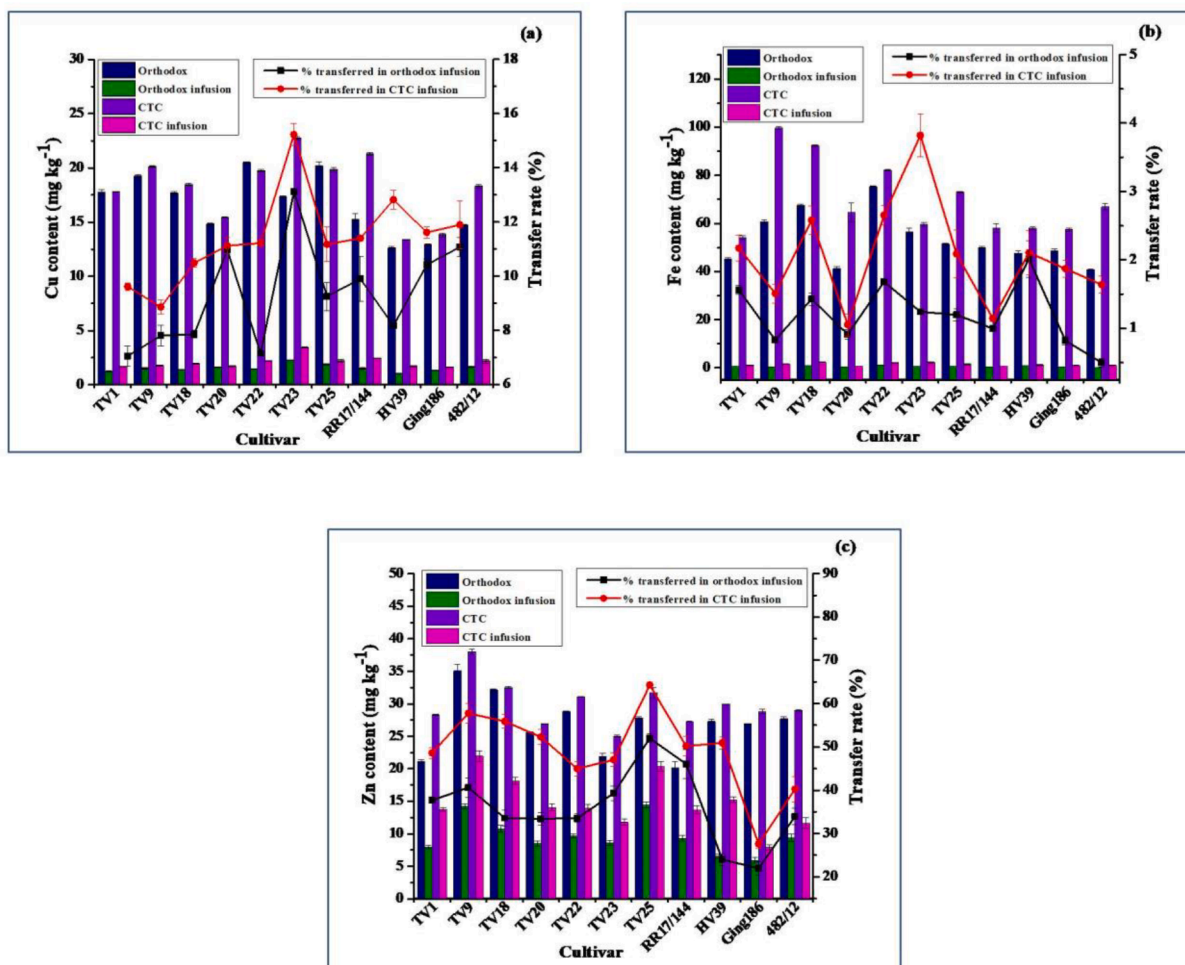 (a)
Orthodox
Orthodox infusion
CTC
CTC infusion
% transferred in orthodox infusion
% transferred in CTC infusion
Cu content (mg kg⁻¹)
30
25
20
15
10
5
0
Transfer rate (%)
18
16
14
12
10
8
6
TV1
TV9
TV18
TV20
TV22
TV23
TV25
RR17/144
HV39
Ging186
482/12
Cultivar
(b)
Orthodox
Orthodox infusion
CTC
CTC infusion
% transferred in orthodox infusion
% transferred in CTC infusion
Fe content (mg kg⁻¹)
120
100
80
60
40
20
0
Transfer rate (%)
5
4
3
2
1
TV1
TV9
TV18
TV20
TV22
TV23
TV25
RR17/144
HV39
Ging186
482/12
Cultivar
(c)
Orthodox
Orthodox infusion
CTC
CTC infusion
% transferred in orthodox infusion
% transferred in CTC infusion
Zn content (mg kg⁻¹)
50
45
40
35
30
25
20
15
10
5
0
Transfer rate (%)
90
80
70
60
50
40
30
20
TV1
TV9
TV18
TV20
TV22
TV23
TV25
RR17/144
HV39
Ging186
482/12
Cultivar